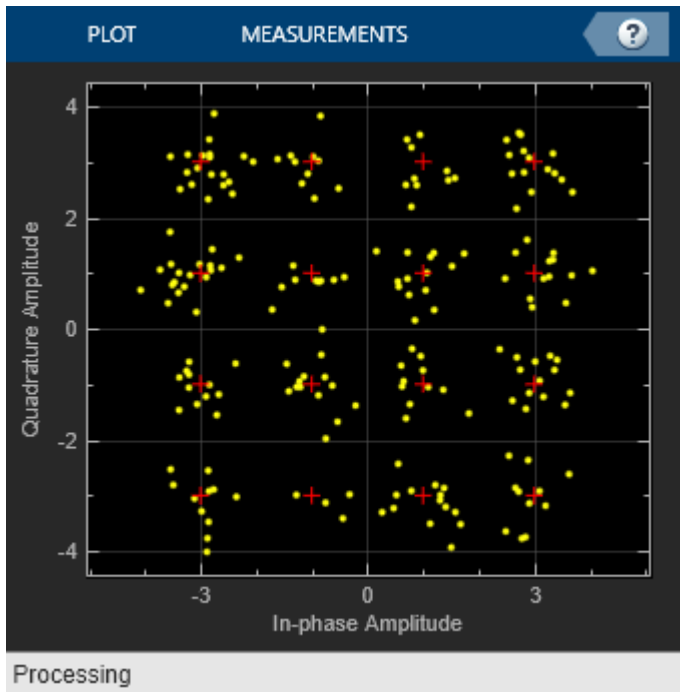 PLOT MEASUREMENTS ?
4
2
0
-2
-4
Quadrature Amplitude
-3 0 3
In-phase Amplitude
Processing